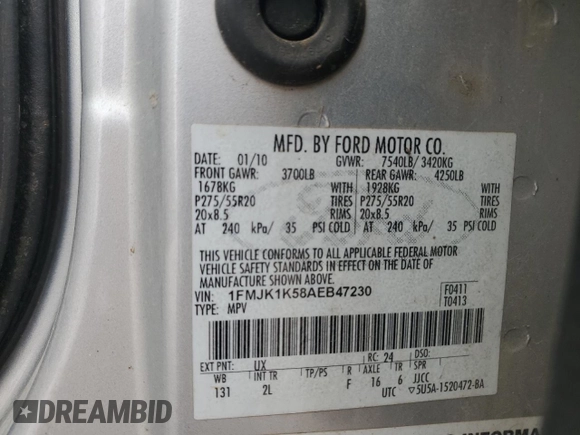 MFD. BY FORD MOTOR CO.
DATE: 01/10 GVWR: 7540LB/ 3420KG
FRONT GAWR: 3700LB REAR GAWR: 4250LB
1678KG WITH 1928KG WITH
P275/55R20 TIRES P275/55R20 TIRES
20x8.5 RIMS 20x8.5 RIMS
AT 240 kPa/ 35 PSI COLD AT 240 kPa/ 35 PSI COLD
THIS VEHICLE CONFORMS TO ALL APPLICABLE FEDERAL MOTOR
VEHICLE SAFETY STANDARDS IN EFFECT ON THE DATE OF
MANUFACTURE SHOWN ABOVE.
VIN: 1FMJK1K58AEB47230 F0411
TYPE: MPV T0413
EXT PNT: UX RC: 24 DSO:
WB INT TR TP/PS R AXLE TR
131 2L F 16 6 JJCC
UTC ▽5U5A-1520472-BA
DREAMBID